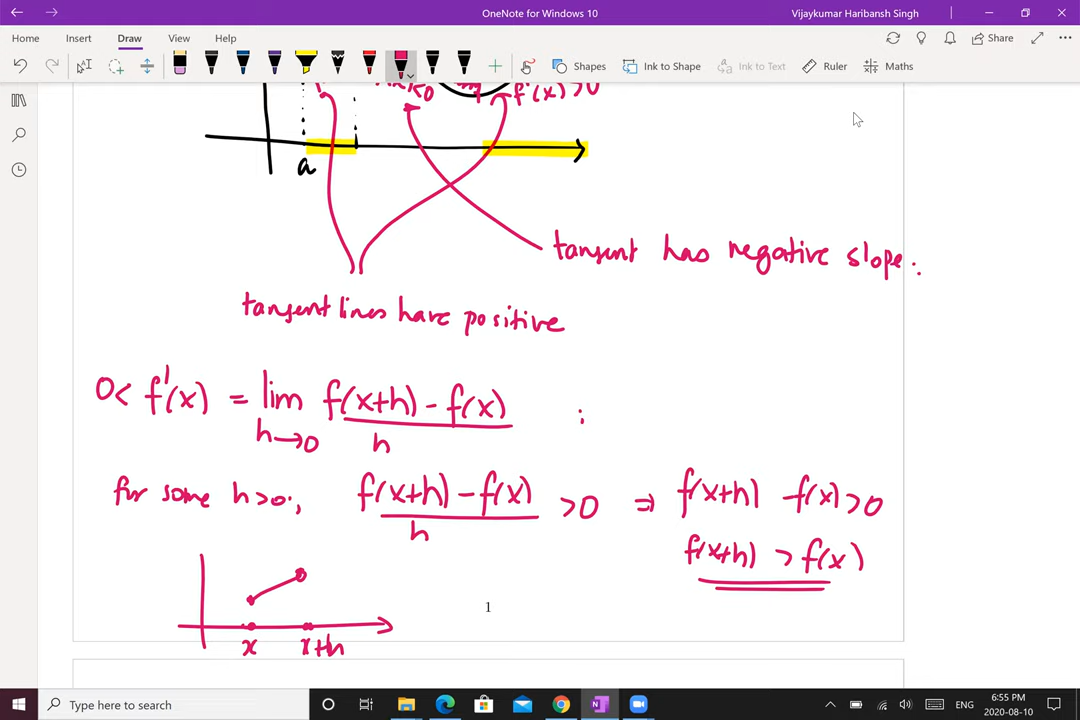 OneNote for Windows 10
Vijaykumar Haribansh Singh
Home Insert Draw View Help
Share
Shapes
Ink to Shape
Ink to Text
Ruler
Maths
f'(x)>0
a
tangent has negative slope.
tangent lines have positive
0< f'(x) = lim f(x+h) - f(x)
h→0 h
for some h>0, f(x+h) - f(x) >0 ⇒ f(x+h) - f(x) >0
h
f(x+h) > f(x)
1
x x+h
Type here to search
ENG
6:55 PM
2020-08-10